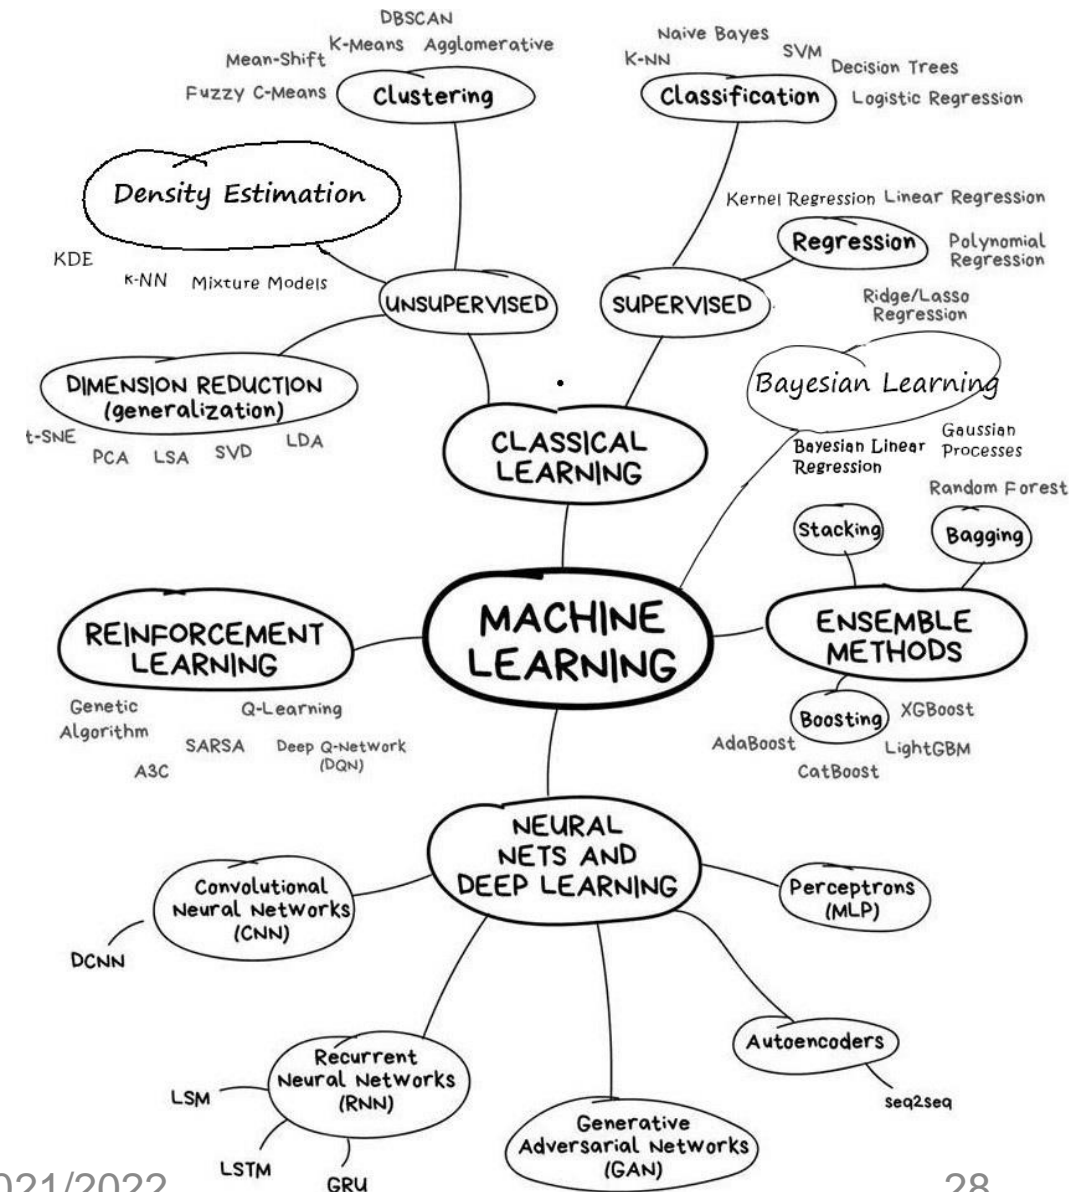 DBSCAN
K-Means Agglomerative
Mean-Shift
Fuzzy C-Means
Clustering
Naive Bayes
K-NN
SVM
Decision Trees
Classification
Logistic Regression
Density Estimation
KDE
K-NN
Mixture Models
Kernel Regression
Linear Regression
Regression
Polynomial
Regression
Ridge/Lasso
Regression
UNSUPERVISED
SUPERVISED
DIMENSION REDUCTION
(generalization)
t-SNE
PCA
LSA
SVD
LDA
CLASSICAL
LEARNING
Bayesian Learning
Bayesian Linear
Regression
Gaussian
Processes
Random Forest
Stacking
Bagging
MACHINE
LEARNING
ENSEMBLE
METHODS
Boosting
XGBoost
AdaBoost
LightGBM
CatBoost
REINFORCEMENT
LEARNING
Genetic
Algorithm
Q-Learning
SARSA
Deep Q-Network
(DQN)
A3C
NEURAL
NETS AND
DEEP LEARNING
Convolutional
Neural Networks
(CNN)
DCNN
Perceptrons
(MLP)
Recurrent
Neural Networks
(RNN)
LSM
LSTM
GRU
Autoencoders
seq2seq
Generative
Adversarial Networks
(GAN)
021/2022
28